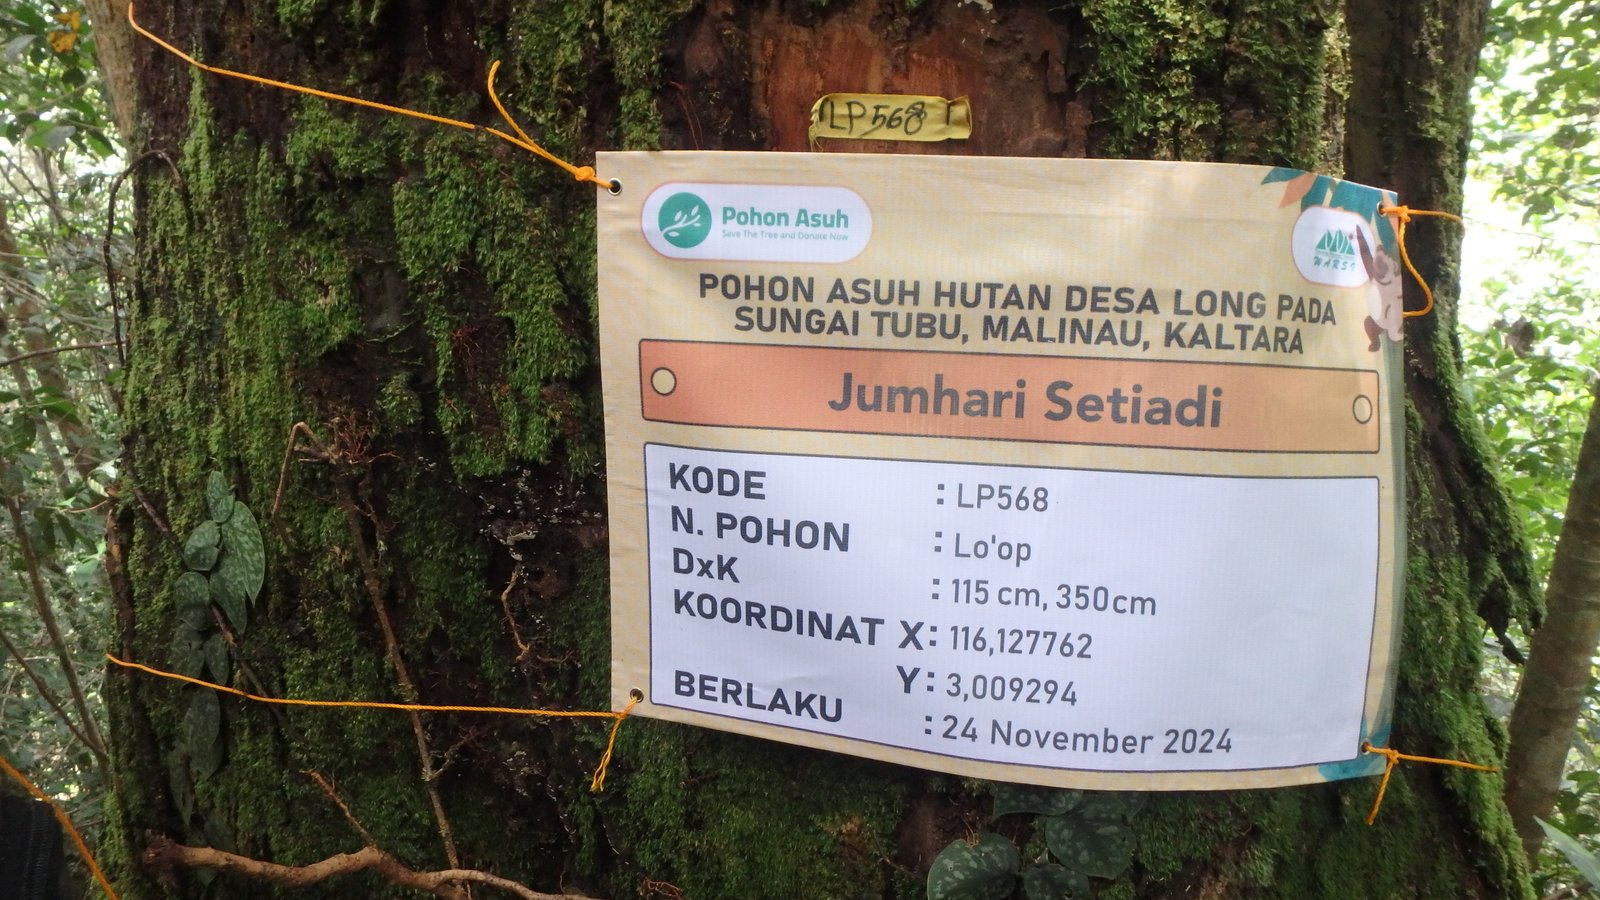 LP568
Pohon Asuh
Save The Tree and Donate Now
WARSI
POHON ASUH HUTAN DESA LONG PADA
SUNGAI TUBU, MALINAU, KALTARA
Jumhari Setiadi
KODE : LP568
N. POHON : Lo'op
DxK : 115 cm, 350cm
KOORDINAT X : 116,127762
Y : 3,009294
BERLAKU : 24 November 2024